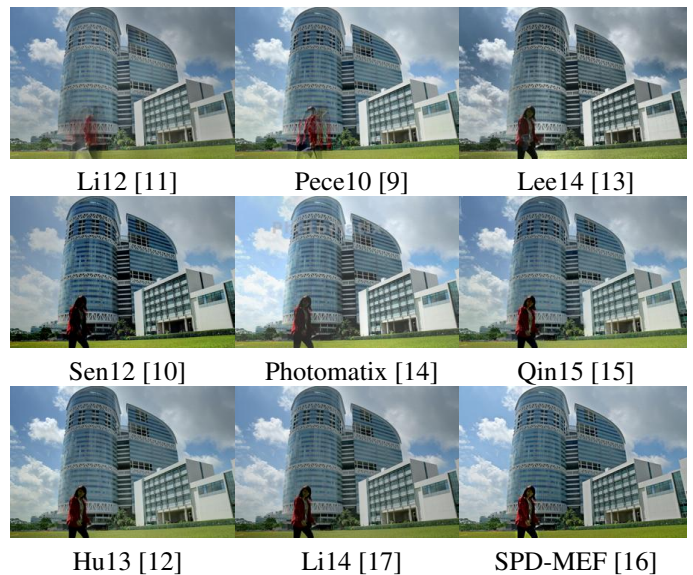 Li12 [11] Pece10 [9] Lee14 [13]
Sen12 [10] Photomatix [14] Qin15 [15]
Hu13 [12] Li14 [17] SPD-MEF [16]